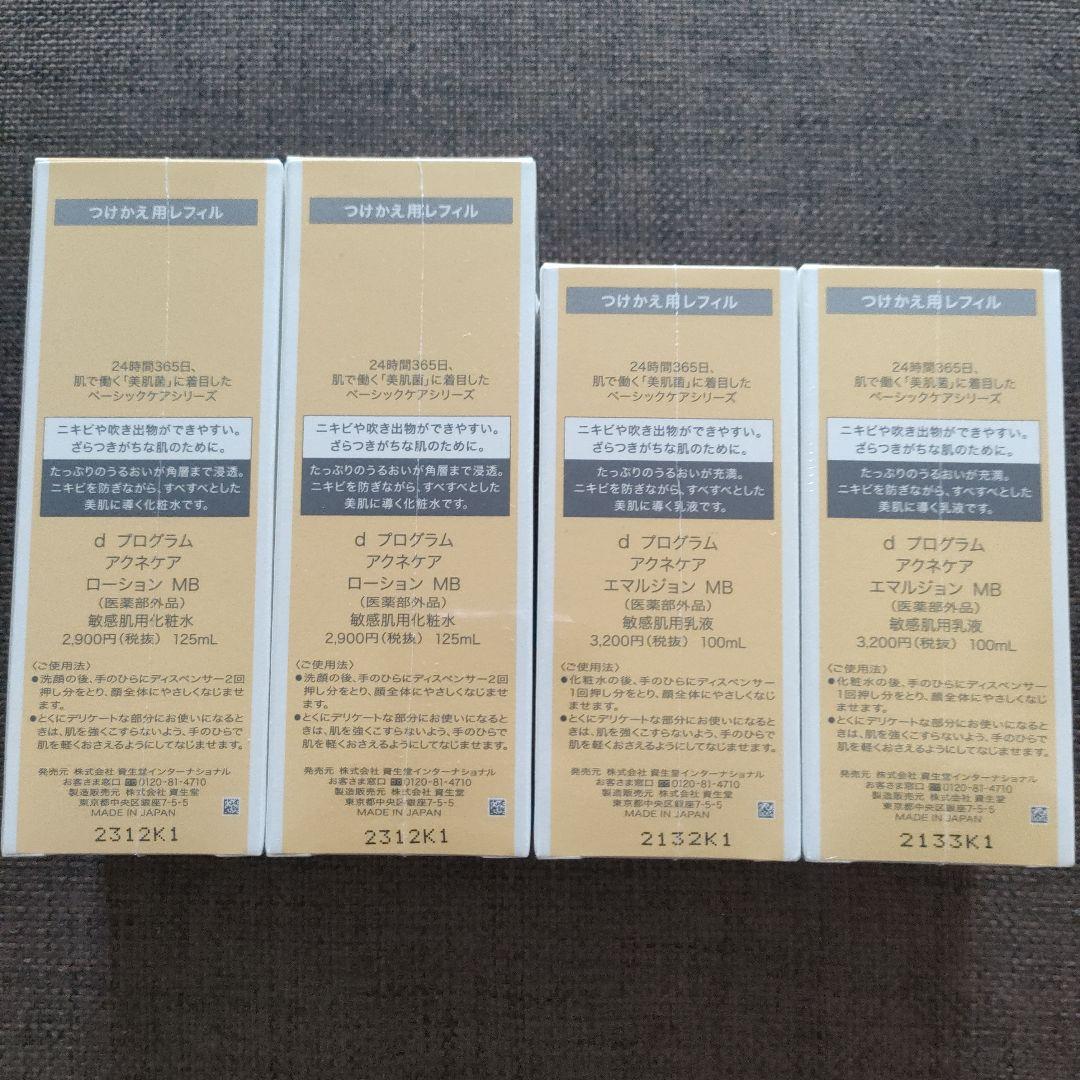 つけかえ用レフィル
24時間365日、
肌で働く「美肌菌」に着目した
ベーシックケアシリーズ
ニキビや吹き出物ができやすい。
ざらつきがちな肌のために。
たっぷりのうるおいが角層まで浸透。
ニキビを防ぎながら、すべすべとした
美肌に導く化粧水です。
d プログラム
アクネケア
ローション MB
(医薬部外品)
敏感肌用化粧水
2,900円(税抜) 125mL
〈ご使用法〉
●洗顔の後、手のひらにディスペンサー2回
押し分をとり、顔全体にやさしくなじませ
ます。
●とくにデリケートな部分にお使いになると
きは、肌を強くこすらないよう、手のひらで
肌を軽くおさえるようにしてなじませます。
発売元 株式会社 資生堂インターナショナル
お客さま窓口 0120-81-4710
製造販売元 株式会社 資生堂
東京都中央区銀座7-5-5
MADE IN JAPAN
2312K1
つけかえ用レフィル
24時間365日、
肌で働く「美肌菌」に着目した
ベーシックケアシリーズ
ニキビや吹き出物ができやすい。
ざらつきがちな肌のために。
たっぷりのうるおいが角層まで浸透。
ニキビを防ぎながら、すべすべとした
美肌に導く化粧水です。
d プログラム
アクネケア
ローション MB
(医薬部外品)
敏感肌用化粧水
2,900円(税抜) 125mL
〈ご使用法〉
●洗顔の後、手のひらにディスペンサー2回
押し分をとり、顔全体にやさしくなじませ
ます。
●とくにデリケートな部分にお使いになると
きは、肌を強くこすらないよう、手のひらで
肌を軽くおさえるようにしてなじませます。
発売元 株式会社 資生堂インターナショナル
お客さま窓口 0120-81-4710
製造販売元 株式会社 資生堂
東京都中央区銀座7-5-5
MADE IN JAPAN
2312K1
つけかえ用レフィル
24時間365日、
肌で働く「美肌菌」に着目した
ベーシックケアシリーズ
ニキビや吹き出物ができやすい。
ざらつきがちな肌のために。
たっぷりのうるおいが充満。
ニキビを防ぎながら、すべすべとした
美肌に導く乳液です。
d プログラム
アクネケア
エマルジョン MB
(医薬部外品)
敏感肌用乳液
3,200円(税抜) 100mL
〈ご使用法〉
●化粧水の後、手のひらにディスペンサー
1回押し分をとり、顔全体にやさしくなじ
ませます。
●とくにデリケートな部分にお使いになると
きは、肌を強くこすらないよう、手のひらで
肌を軽くおさえるようにしてなじませます。
発売元 株式会社 資生堂インターナショナル
お客さま窓口 0120-81-4710
製造販売元 株式会社 資生堂
東京都中央区銀座7-5-5
MADE IN JAPAN
2132K1
つけかえ用レフィル
24時間365日、
肌で働く「美肌菌」に着目した
ベーシックケアシリーズ
ニキビや吹き出物ができやすい。
ざらつきがちな肌のために。
たっぷりのうるおいが充満。
ニキビを防ぎながら、すべすべとした
美肌に導く乳液です。
d プログラム
アクネケア
エマルジョン MB
(医薬部外品)
敏感肌用乳液
3,200円(税抜) 100mL
〈ご使用法〉
●化粧水の後、手のひらにディスペンサー
1回押し分をとり、顔全体にやさしくなじ
ませます。
●とくにデリケートな部分にお使いになると
きは、肌を強くこすらないよう、手のひらで
肌を軽くおさえるようにしてなじませます。
発売元 株式会社 資生堂インターナショナル
お客さま窓口 0120-81-4710
製造販売元 株式会社 資生堂
東京都中央区銀座7-5-5
MADE IN JAPAN
2133K1